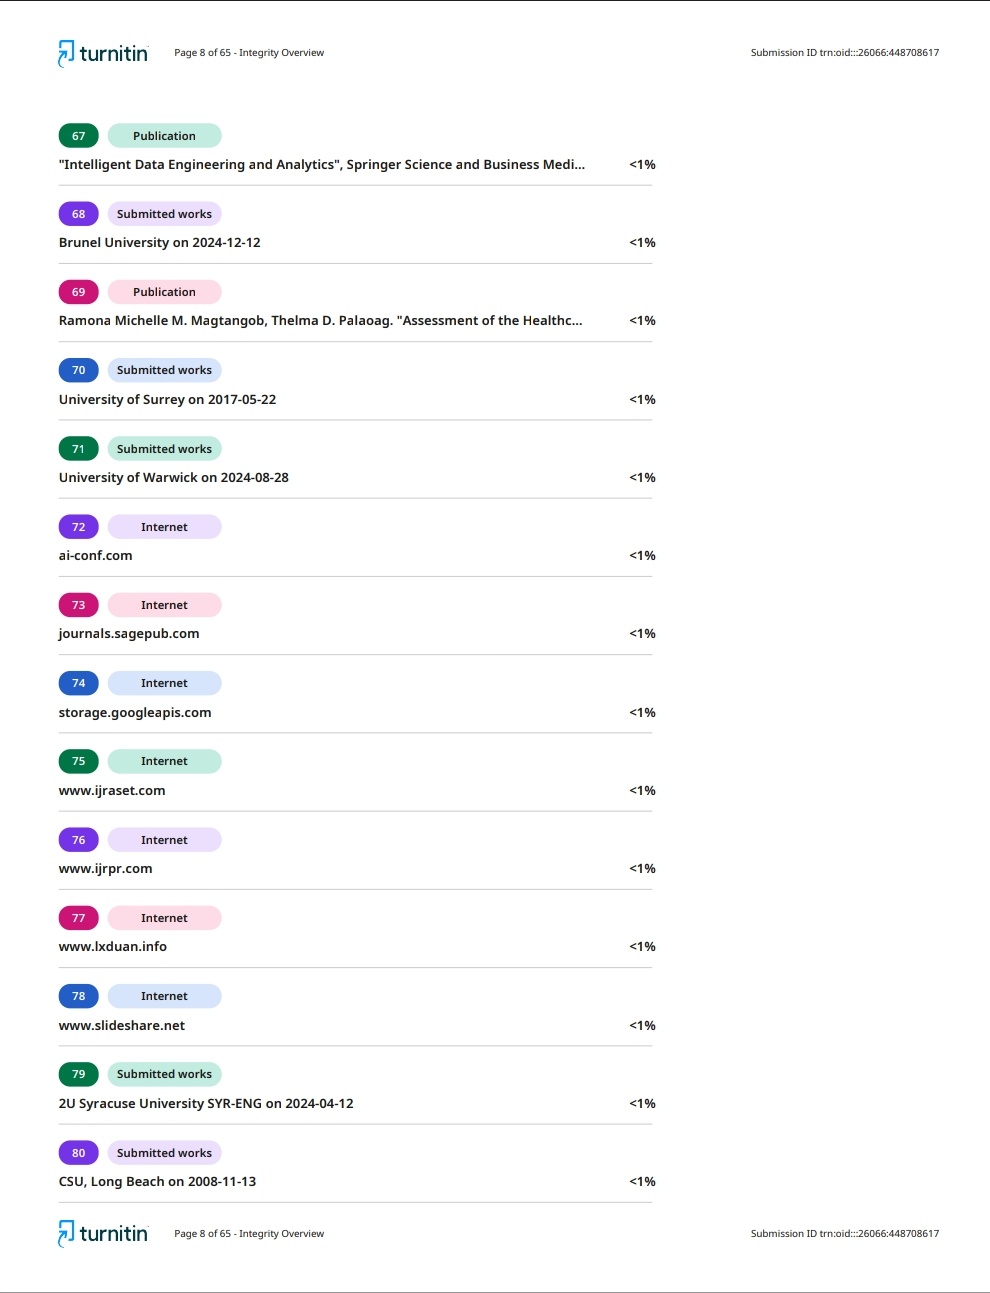 turnitin Page 8 of 65 - Integrity Overview Submission ID trn:oid:::26066:448708617
67 Publication
"Intelligent Data Engineering and Analytics", Springer Science and Business Medi... <1%
68 Submitted works
Brunel University on 2024-12-12 <1%
69 Publication
Ramona Michelle M. Magtangob, Thelma D. Palaoag. "Assessment of the Healthc... <1%
70 Submitted works
University of Surrey on 2017-05-22 <1%
71 Submitted works
University of Warwick on 2024-08-28 <1%
72 Internet
ai-conf.com <1%
73 Internet
journals.sagepub.com <1%
74 Internet
storage.googleapis.com <1%
75 Internet
www.ijraset.com <1%
76 Internet
www.ijrpr.com <1%
77 Internet
www.lxduan.info <1%
78 Internet
www.slideshare.net <1%
79 Submitted works
2U Syracuse University SYR-ENG on 2024-04-12 <1%
80 Submitted works
CSU, Long Beach on 2008-11-13 <1%
turnitin Page 8 of 65 - Integrity Overview Submission ID trn:oid:::26066:448708617